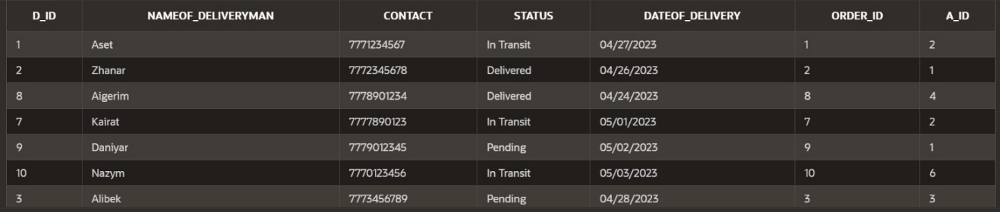 D_ID NAMEOF_DELIVERYMAN CONTACT STATUS DATEOF_DELIVERY ORDER_ID A_ID
1 Aset 7771234567 In Transit 04/27/2023 1 2
2 Zhanar 7772345678 Delivered 04/26/2023 2 1
8 Aigerim 7778901234 Delivered 04/24/2023 8 4
7 Kairat 7777890123 In Transit 05/01/2023 7 2
9 Daniyar 7779012345 Pending 05/02/2023 9 1
10 Nazym 7770123456 In Transit 05/03/2023 10 6
3 Alibek 7773456789 Pending 04/28/2023 3 3